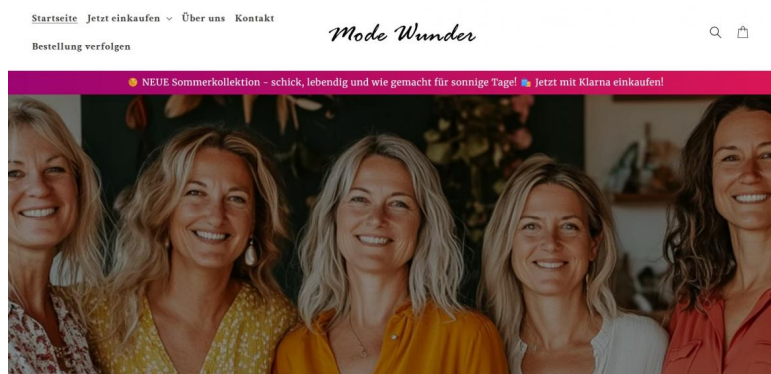 Startseite Jetzt einkaufen Über uns Kontakt
Bestellung verfolgen
Mode Wunder
NEUE Sommerkollektion – schick, lebendig und wie gemacht für sonnige Tage! Jetzt mit Klarna einkaufen!